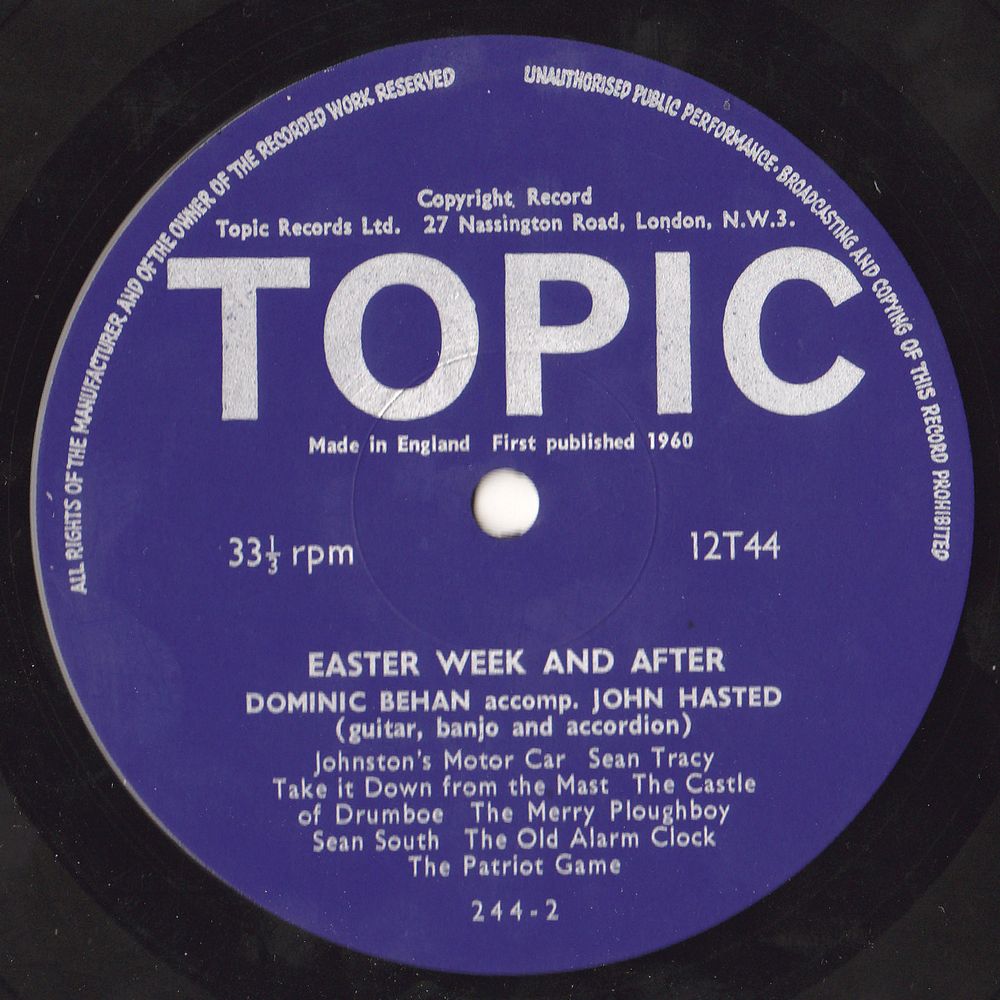 ALL RIGHTS OF THE MANUFACTURER AND OF THE OWNER OF THE RECORDED WORK RESERVED
UNAUTHORISED PUBLIC PERFORMANCE· BROADCASTING AND COPYING OF THIS RECORD PROHIBITED
Copyright Record
Topic Records Ltd. 27 Nassington Road, London, N.W.3.
TOPIC
Made in England First published 1960
33⅓ rpm
12T44
EASTER WEEK AND AFTER
DOMINIC BEHAN accomp. JOHN HASTED
(guitar, banjo and accordion)
Johnston's Motor Car Sean Tracy
Take it Down from the Mast The Castle
of Drumboe The Merry Ploughboy
Sean South The Old Alarm Clock
The Patriot Game
244-2